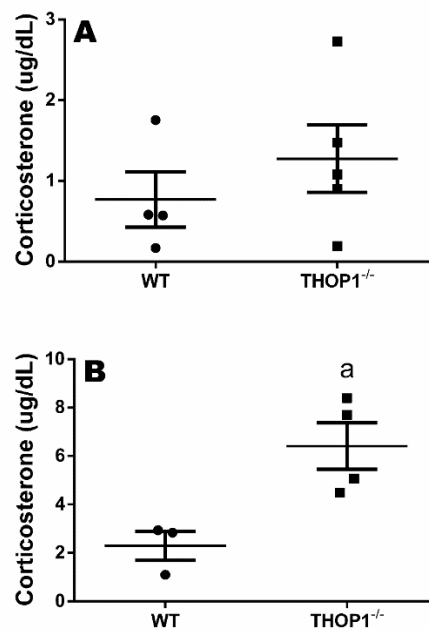 A
Corticosterone (ug/dL)
3
2
1
0
WT
THOP1-/-
B
Corticosterone (ug/dL)
10
8
6
4
2
0
a
WT
THOP1-/-